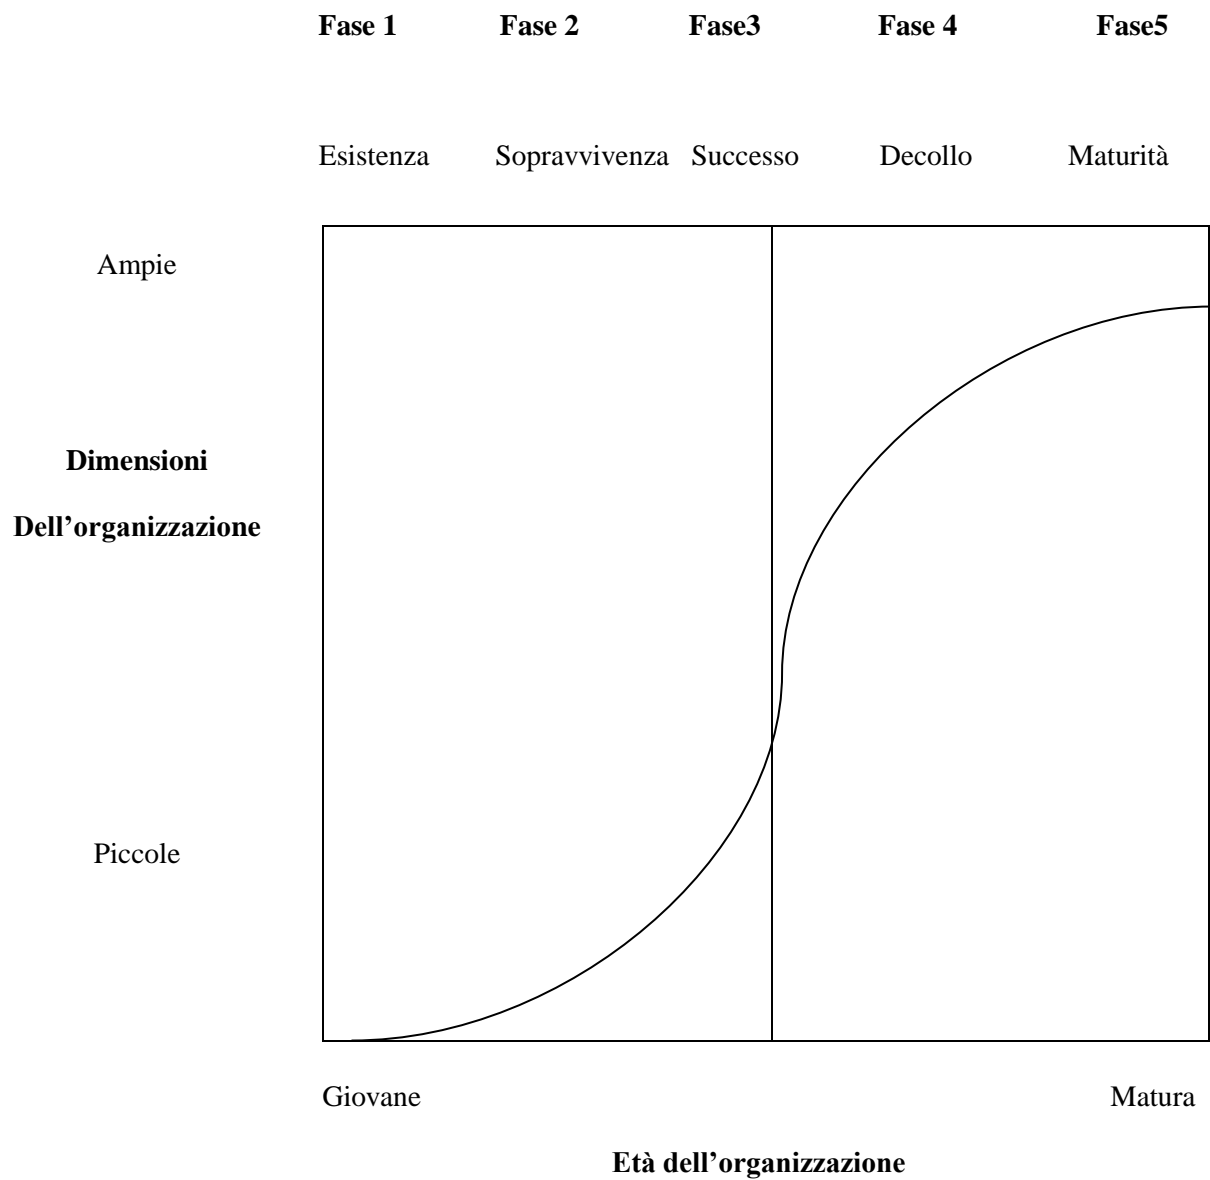 Fase 1 Fase 2 Fase3 Fase 4 Fase5
Esistenza Sopravvivenza Successo Decollo Maturità
Ampie
Dimensioni
Dell’organizzazione
Piccole
Giovane Matura
Età dell’organizzazione